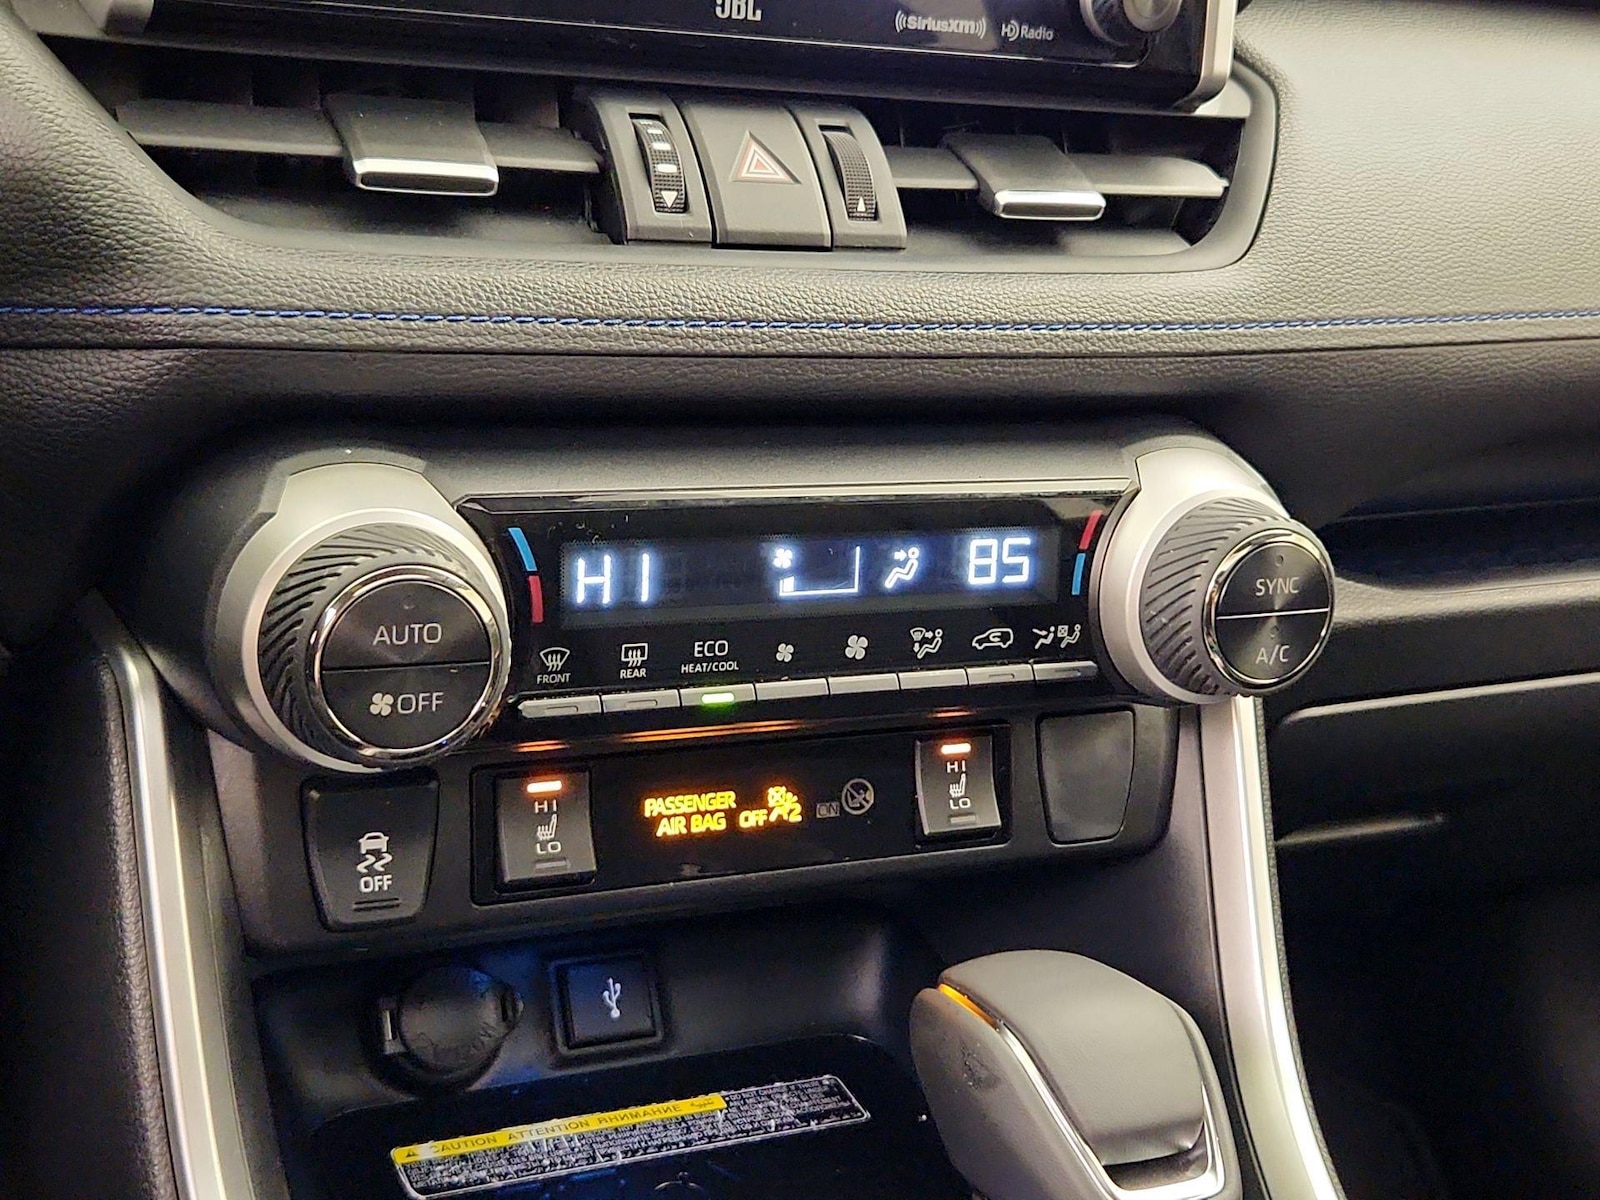 JBL
((SiriusXM)) HD Radio
HI 85
AUTO
OFF
FRONT
REAR
ECO
HEAT/COOL
SYNC
A/C
HI
LO
PASSENGER
AIR BAG OFF 2 ON
HI
LO
OFF
CAUTION ATTENTION ВНИМАНИЕ